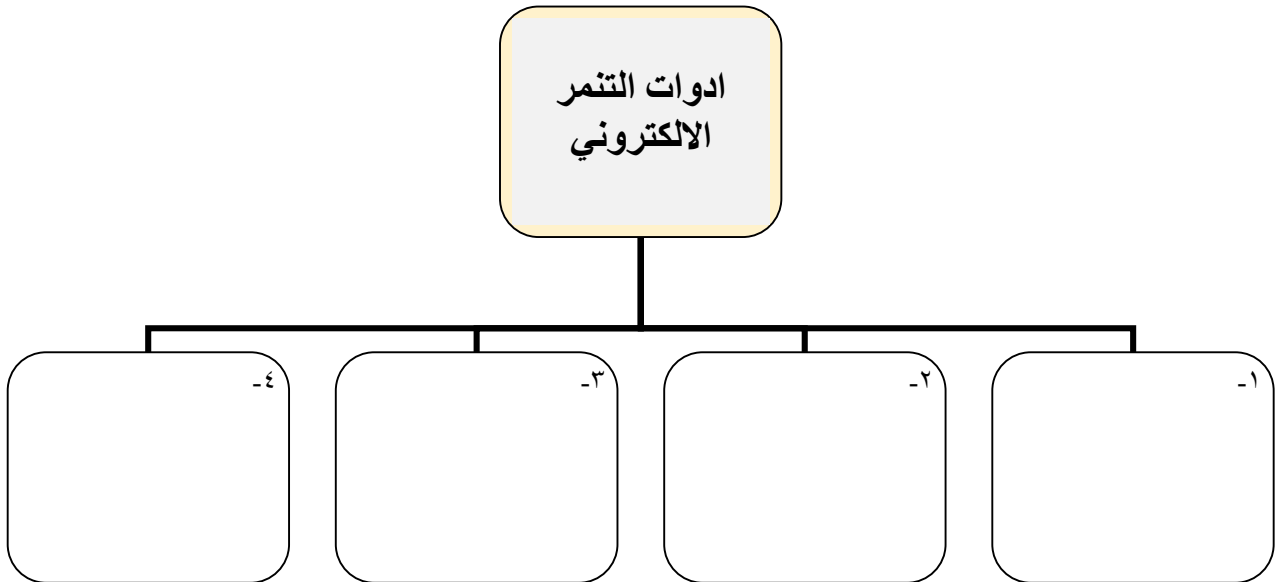 ادوات التنمر
الالكتروني
١-
٢-
٣-
٤-